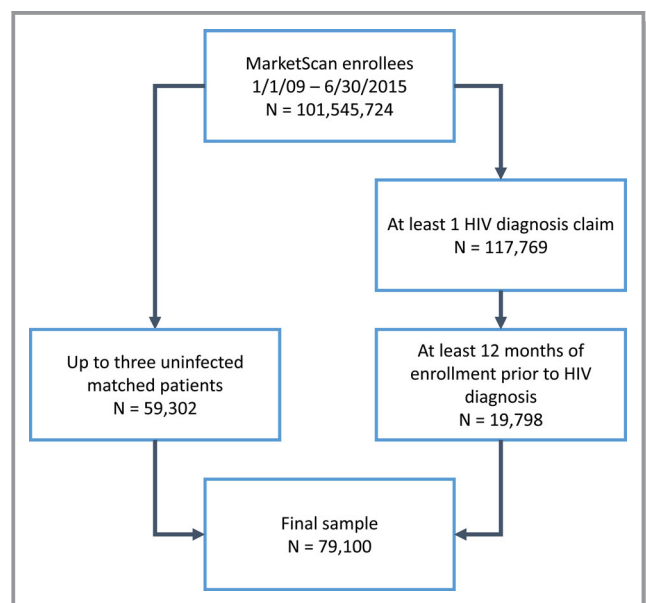 MarketScan enrollees
1/1/09 – 6/30/2015
N = 101,545,724
At least 1 HIV diagnosis claim
N = 117,769
Up to three uninfected
matched patients
N = 59,302
At least 12 months of
enrollment prior to HIV
diagnosis
N = 19,798
Final sample
N = 79,100